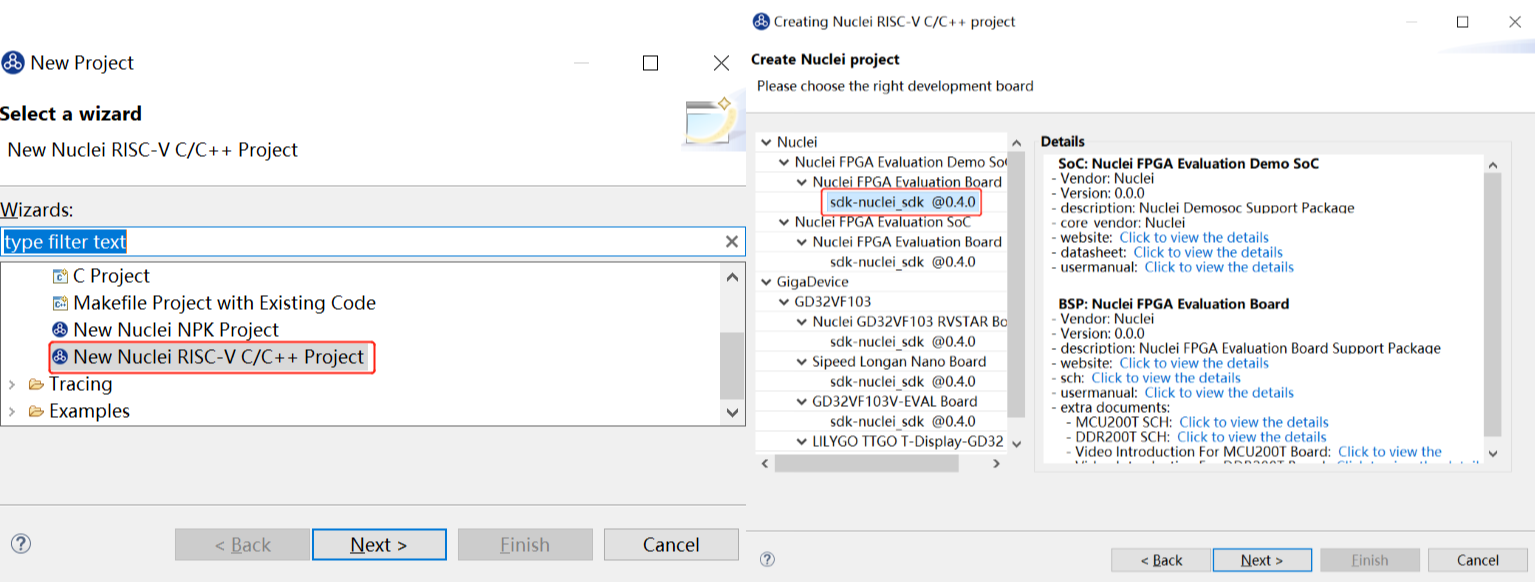 New Project
Select a wizard
New Nuclei RISC-V C/C++ Project
Wizards:
type filter text
C Project
Makefile Project with Existing Code
New Nuclei NPK Project
New Nuclei RISC-V C/C++ Project
Tracing
Examples
< Back
Next >
Finish
Cancel
Creating Nuclei RISC-V C/C++ project
Create Nuclei project
Please choose the right development board
Nuclei
Nuclei FPGA Evaluation Demo So
Nuclei FPGA Evaluation Board
sdk-nuclei_sdk @0.4.0
Nuclei FPGA Evaluation SoC
Nuclei FPGA Evaluation Board
sdk-nuclei_sdk @0.4.0
GigaDevice
GD32VF103
Nuclei GD32VF103 RVSTAR Bo
sdk-nuclei_sdk @0.4.0
Sipeed Longan Nano Board
sdk-nuclei_sdk @0.4.0
GD32VF103V-EVAL Board
sdk-nuclei_sdk @0.4.0
LILYGO TTGO T-Display-GD32
Details
SoC: Nuclei FPGA Evaluation Demo SoC
- Vendor: Nuclei
- Version: 0.0.0
- description: Nuclei Demosoc Support Package
- core vendor: Nuclei
- website: Click to view the details
- datasheet: Click to view the details
- usermanual: Click to view the details
BSP: Nuclei FPGA Evaluation Board
- Vendor: Nuclei
- Version: 0.0.0
- description: Nuclei FPGA Evaluation Board Support Package
- website: Click to view the details
- sch: Click to view the details
- usermanual: Click to view the details
- extra documents:
- MCU200T SCH: Click to view the details
- DDR200T SCH: Click to view the details
- Video Introduction For MCU200T Board: Click to view the
< Back
Next >
Finish
Cancel